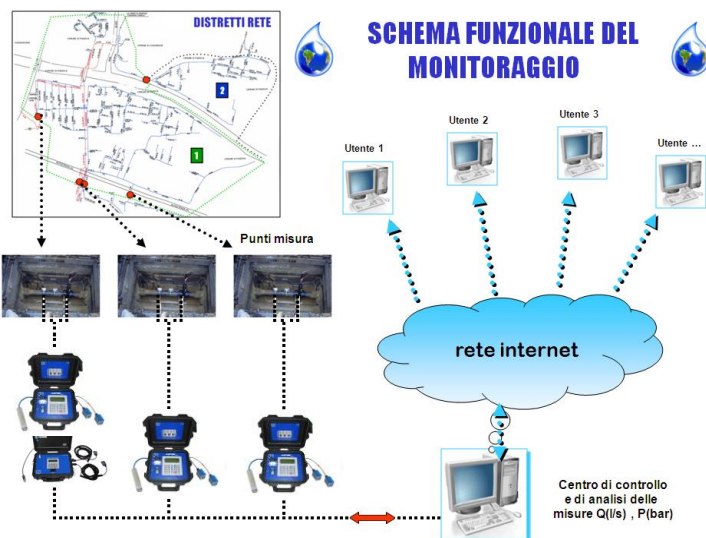 DISTRETTI RETE
SCHEMA FUNZIONALE DEL
MONITORAGGIO
2
1
Utente 1
Utente 2
Utente 3
Utente ...
Punti misura
rete internet
Centro di controllo
e di analisi delle
misure Q(l/s) , P(bar)